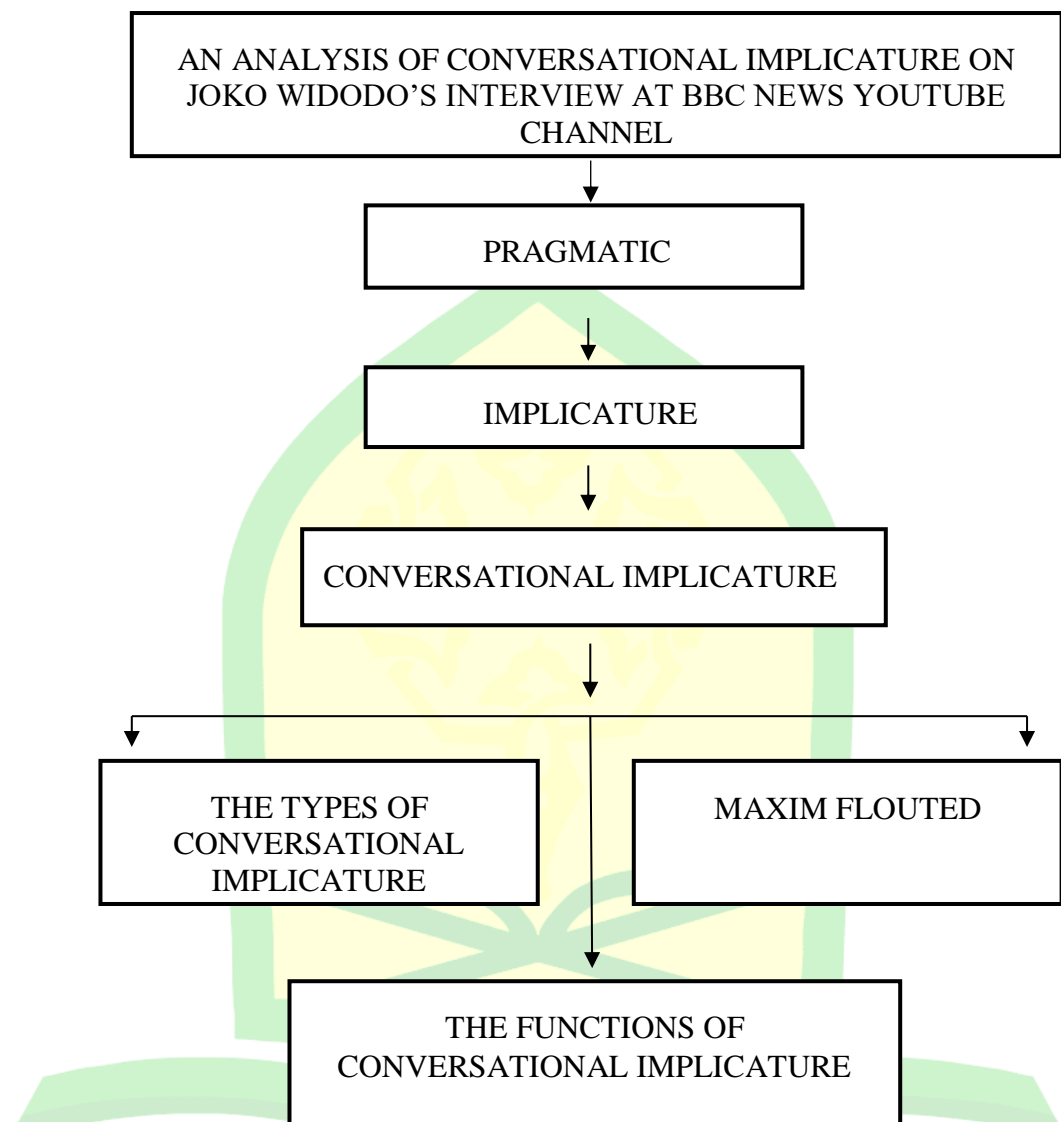 AN ANALYSIS OF CONVERSATIONAL IMPLICATURE ON
JOKO WIDODO’S INTERVIEW AT BBC NEWS YOUTUBE
CHANNEL
PRAGMATIC
IMPLICATURE
CONVERSATIONAL IMPLICATURE
THE TYPES OF
CONVERSATIONAL
IMPLICATURE
MAXIM FLOUTED
THE FUNCTIONS OF
CONVERSATIONAL IMPLICATURE